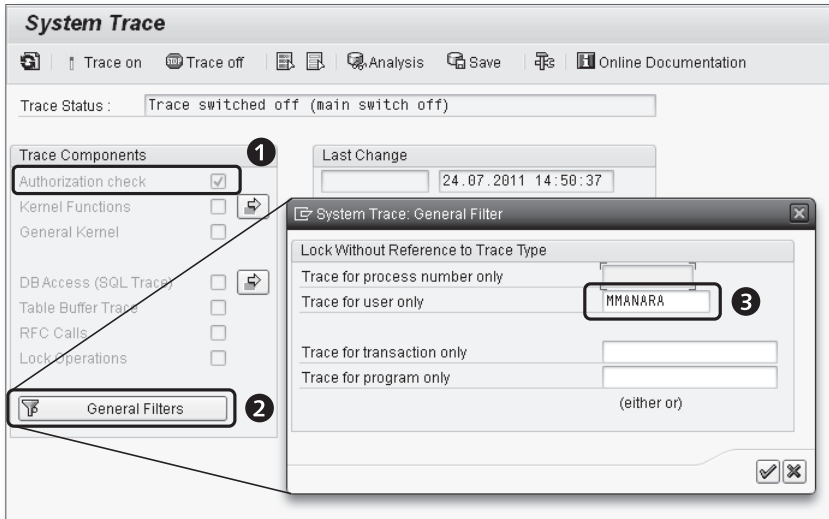 System Trace
Trace on Trace off Analysis Save Online Documentation
Trace Status : Trace switched off (main switch off)
Trace Components 1
Authorization check
Kernel Functions
General Kernel
DB Access (SQL Trace)
Table Buffer Trace
RFC Calls
Lock Operations
General Filters 2
Last Change
24.07.2011 14:50:37
System Trace: General Filter
Lock Without Reference to Trace Type
Trace for process number only
Trace for user only MMANARA 3
Trace for transaction only
Trace for program only
(either or)